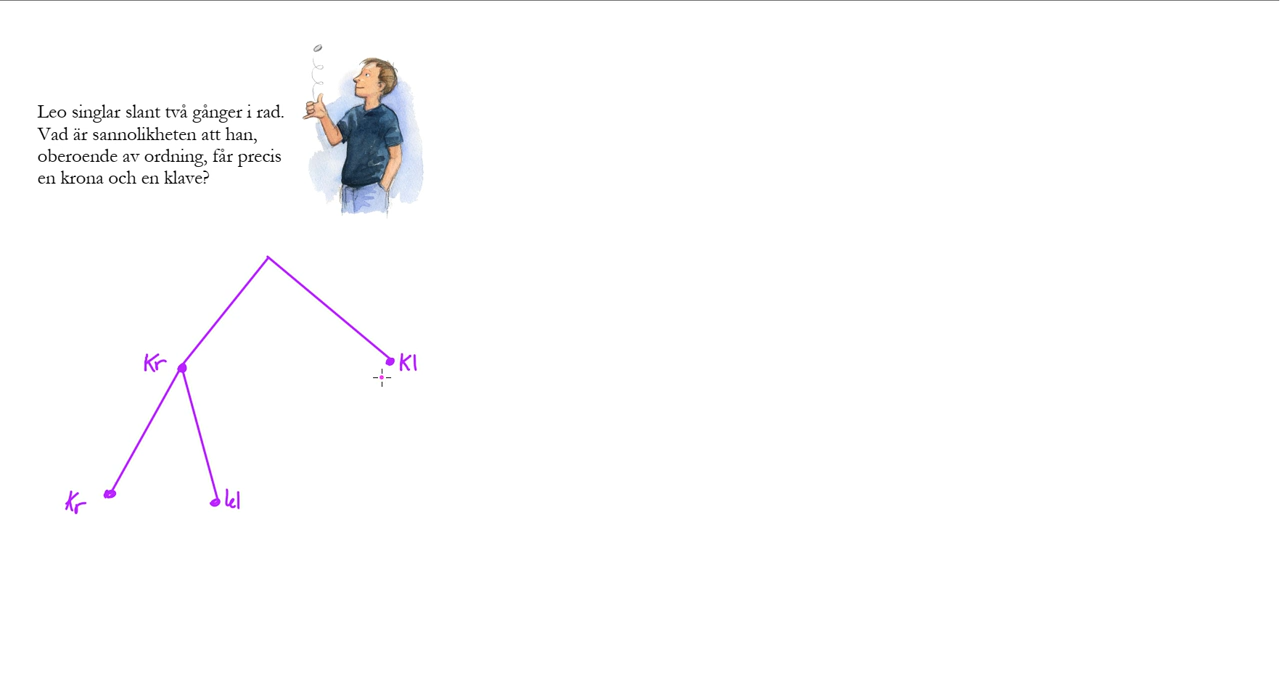 Leo singlar slant två gånger i rad.
Vad är sannolikheten att han,
oberoende av ordning, får precis
en krona och en klave?
Kr
Kl
Kr
kl